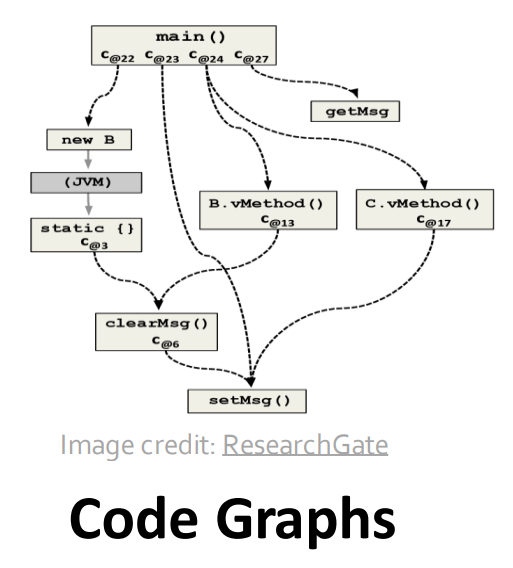 main()
c@22 c@23 c@24 c@27
getMsg
new B
(JVM)
B.vMethod()
c@13
C.vMethod()
c@17
static {}
c@3
clearMsg()
c@6
setMsg()
Image credit: ResearchGate
Code Graphs